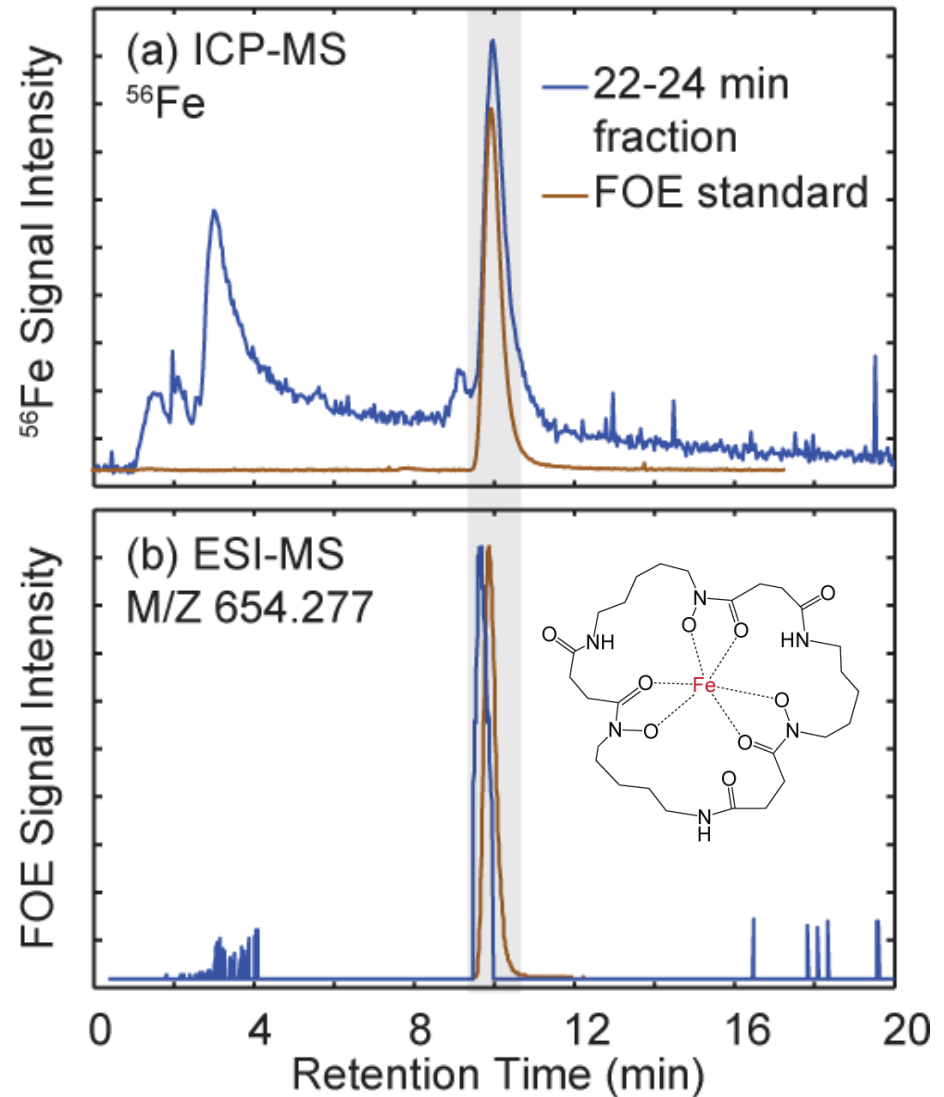 (a) ICP-MS
⁵⁶Fe
22-24 min
fraction
FOE standard
⁵⁶Fe Signal Intensity
(b) ESI-MS
M/Z 654.277
FOE Signal Intensity
N
O
O
O
HN
O
NH
O
O
N
O
Fe
O
N
O
O
N
H
0 4 8 12 16 20
Retention Time (min)